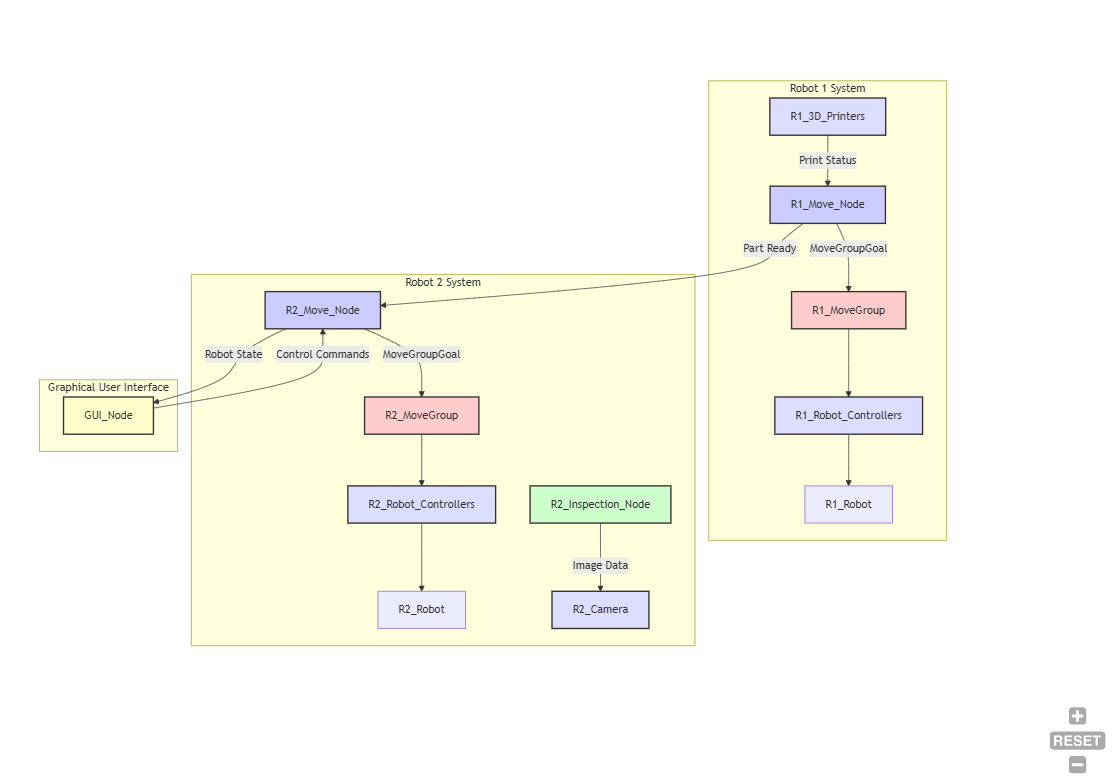 Robot 1 System
R1_3D_Printers
Print Status
R1_Move_Node
Part Ready
MoveGroupGoal
R1_MoveGroup
R1_Robot_Controllers
R1_Robot
Robot 2 System
R2_Move_Node
Robot State
Control Commands
MoveGroupGoal
R2_MoveGroup
R2_Robot_Controllers
R2_Inspection_Node
Image Data
R2_Robot
R2_Camera
Graphical User Interface
GUI_Node
RESET